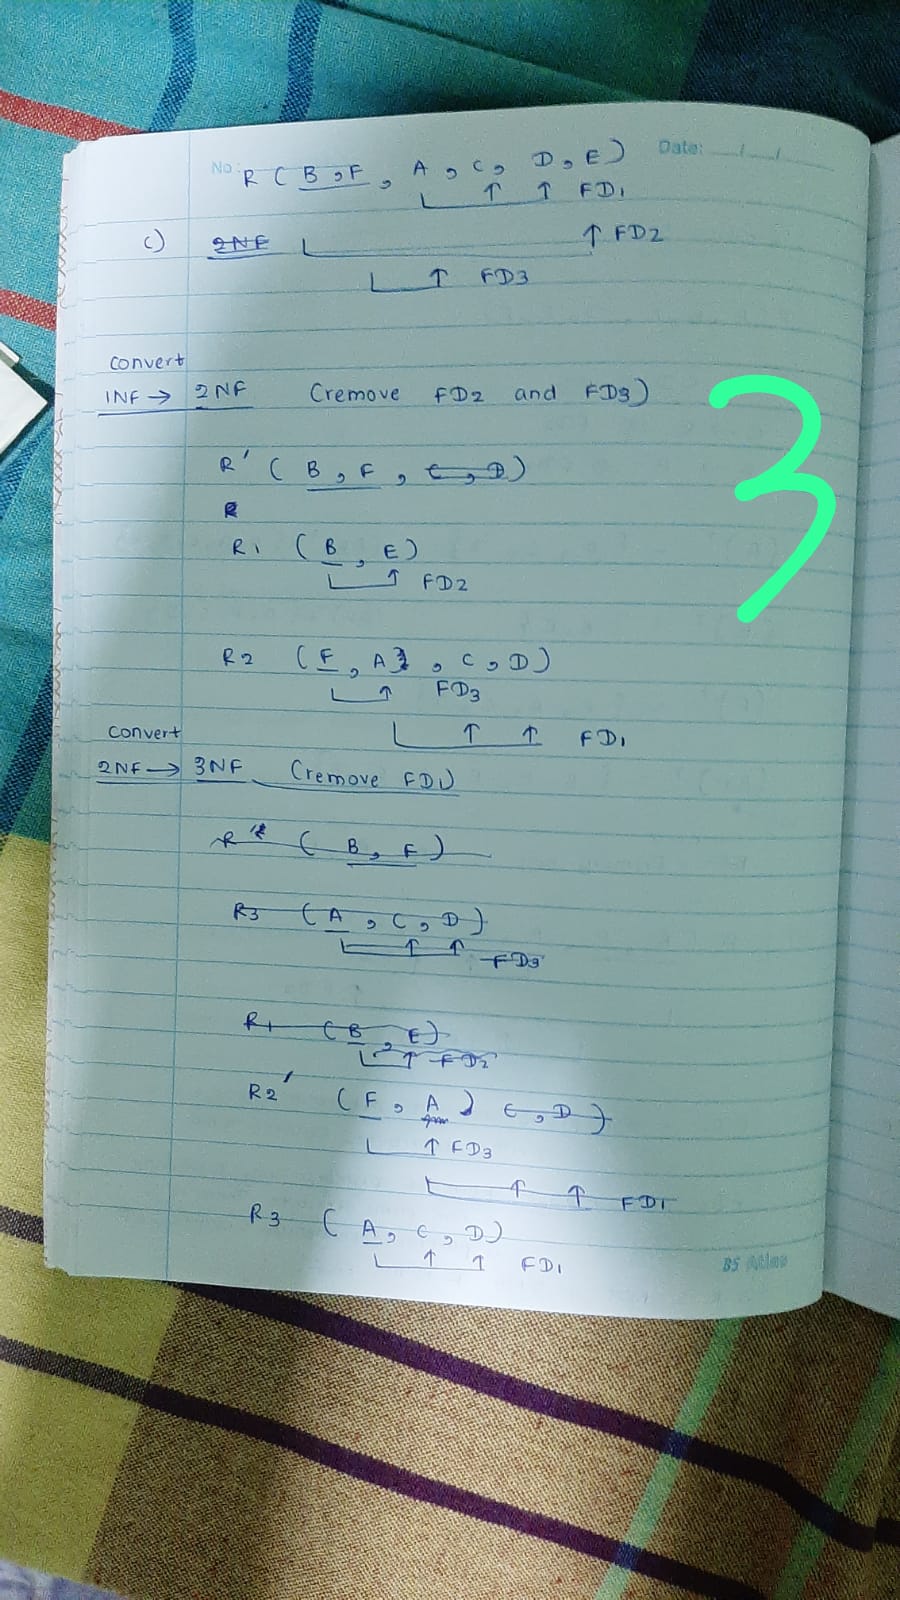 No: Date: / /
R ( B, F, A, C, D, E )
↑ ↑ FD1
c) 2NF ↑ FD2
↑ FD3
convert
1NF → 2NF (remove FD2 and FD3)
3
R' ( B, F, C, D )
R
R1 ( B, E )
↑ FD2
R2 ( F, A, C, D )
↑ FD3
↑ ↑ FD1
convert
2NF → 3NF (remove FD1)
R'' ( B, F )
R3 ( A, C, D )
↑ ↑ FD3
R1 ( B, E )
↑ FD2
R2' ( F, A ) C, D )
↑ FD3
↑ ↑ FD1
R3 ( A, C, D )
↑ ↑ FD1
BS Atlas